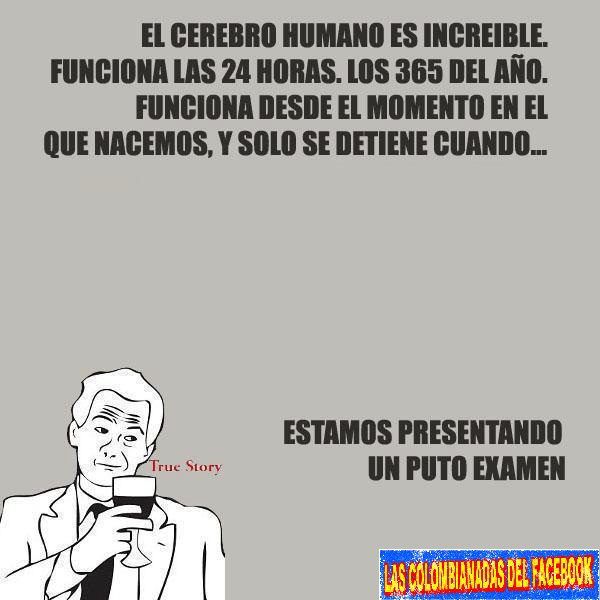 EL CEREBRO HUMANO ES INCREIBLE.
FUNCIONA LAS 24 HORAS. LOS 365 DEL AÑO.
FUNCIONA DESDE EL MOMENTO EN EL
QUE NACEMOS, Y SOLO SE DETIENE CUANDO...
ESTAMOS PRESENTANDO
UN PUTO EXAMEN
True Story
LAS COLOMBIANADAS DEL FACEBOOK